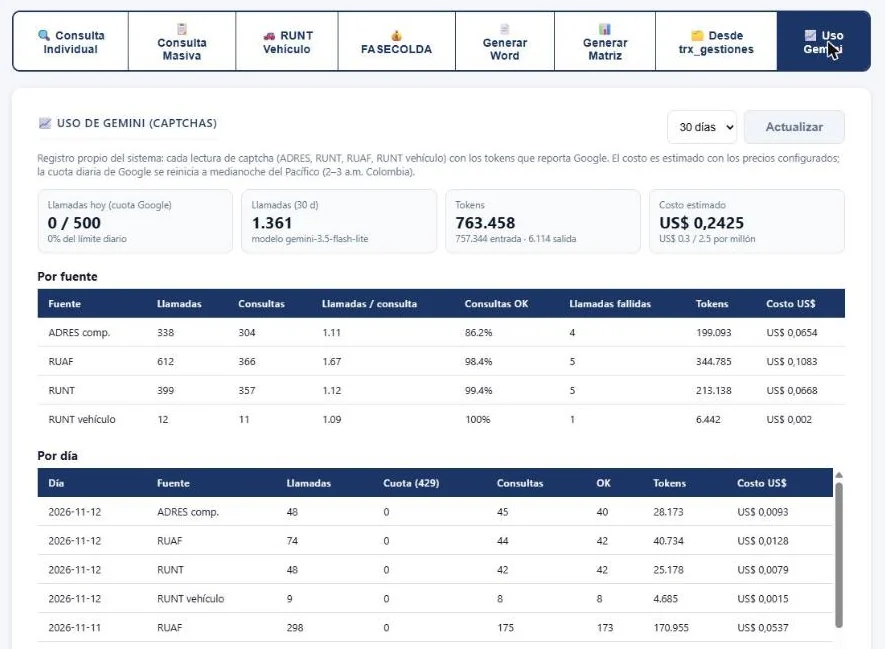 Consulta Individual
Consulta Masiva
RUNT Vehículo
FASECOLDA
Generar Word
Generar Matriz
Desde trx_gestiones
Uso Gemini
USO DE GEMINI (CAPTCHAS)
30 días
Actualizar
Registro propio del sistema: cada lectura de captcha (ADRES, RUNT, RUAF, RUNT vehículo) con los tokens que reporta Google. El costo es estimado con los precios configurados;
la cuota diaria de Google se reinicia a medianoche del Pacífico (2–3 a.m. Colombia).
Llamadas hoy (cuota Google)
0 / 500
0% del límite diario
Llamadas (30 d)
1.361
modelo gemini-3.5-flash-lite
Tokens
763.458
757.344 entrada · 6.114 salida
Costo estimado
US$ 0,2425
US$ 0.3 / 2.5 por millón
Por fuente
Fuente Llamadas Consultas Llamadas / consulta Consultas OK Llamadas fallidas Tokens Costo US$
ADRES comp. 338 304 1.11 86.2% 4 199.093 US$ 0,0654
RUAF 612 366 1.67 98.4% 5 344.785 US$ 0,1083
RUNT 399 357 1.12 99.4% 5 213.138 US$ 0,0668
RUNT vehículo 12 11 1.09 100% 1 6.442 US$ 0,002
Por día
Día Fuente Llamadas Cuota (429) Consultas OK Tokens Costo US$
2026-11-12 ADRES comp. 48 0 45 40 28.173 US$ 0,0093
2026-11-12 RUAF 74 0 44 42 40.734 US$ 0,0128
2026-11-12 RUNT 48 0 42 42 25.178 US$ 0,0079
2026-11-12 RUNT vehículo 9 0 8 8 4.685 US$ 0,0015
2026-11-11 RUAF 298 0 175 173 170.955 US$ 0,0537